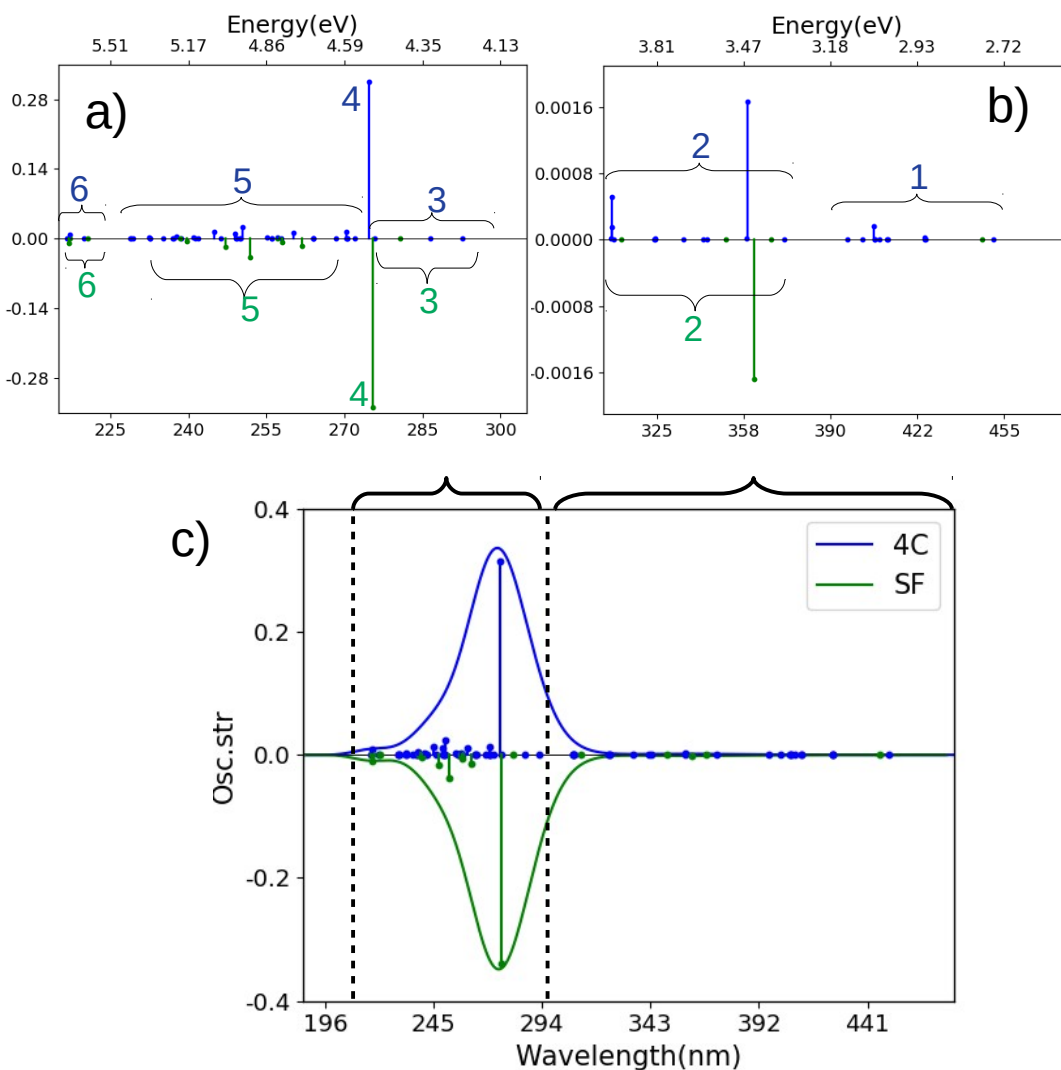 Energy(eV)
5.51 5.17 4.86 4.59 4.35 4.13
a)
0.28
0.14
0.00
-0.14
-0.28
4
6
5
3
6
5
3
4
225 240 255 270 285 300
Energy(eV)
3.81 3.47 3.18 2.93 2.72
b)
0.0016
0.0008
0.0000
-0.0008
-0.0016
2
1
2
325 358 390 422 455
c)
4C
SF
Osc.str
0.4
0.2
0.0
-0.2
-0.4
196 245 294 343 392 441
Wavelength(nm)